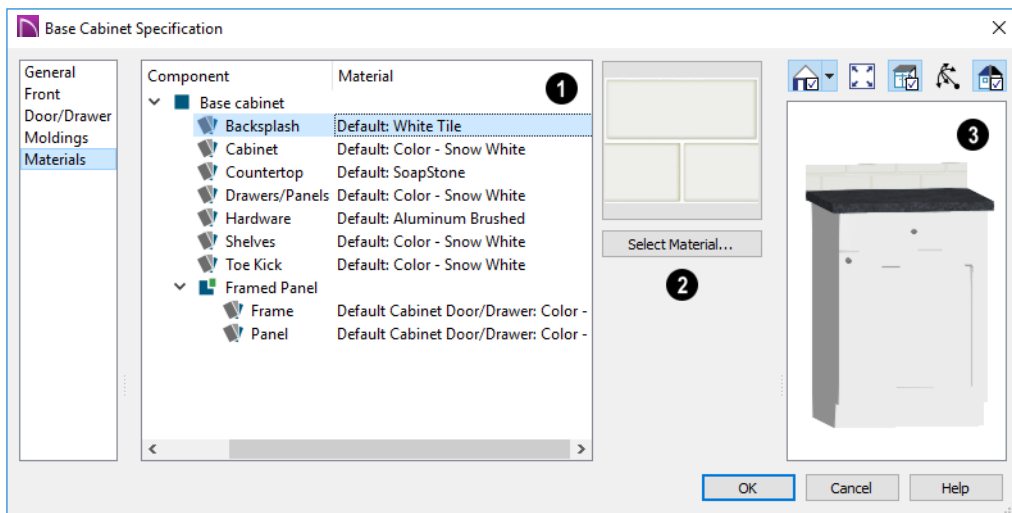 Base Cabinet Specification
General
Front
Door/Drawer
Moldings
Materials
Component Material
Base cabinet
Backsplash Default: White Tile
Cabinet Default: Color - Snow White
Countertop Default: SoapStone
Drawers/Panels Default: Color - Snow White
Hardware Default: Aluminum Brushed
Shelves Default: Color - Snow White
Toe Kick Default: Color - Snow White
Framed Panel
Frame Default Cabinet Door/Drawer: Color -
Panel Default Cabinet Door/Drawer: Color -
1
Select Material...
2
3
OK Cancel Help